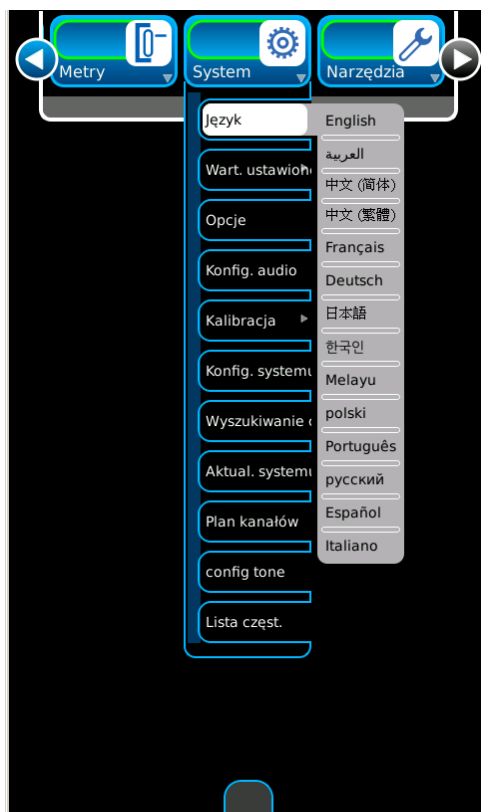 Metry
System
Narzędzia
Język
English
العربية
Wart. ustawion
中文 (简体)
Opcje
中文 (繁體)
Français
Konfig. audio
Deutsch
Kalibracja
日本語
한국인
Konfig. systemu
Melayu
Wyszukiwanie
polski
Português
Aktual. systemu
русский
Plan kanałów
Español
Italiano
config tone
Lista częst.